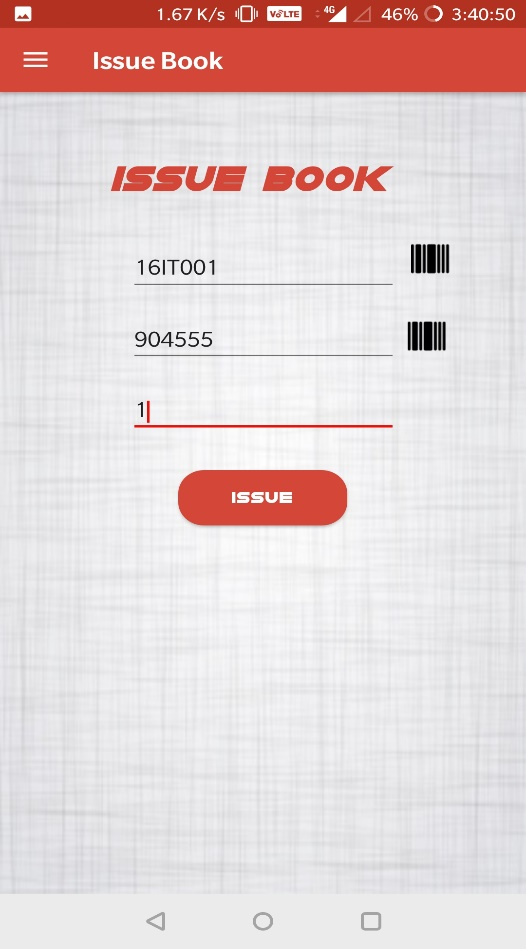 1.67 K/s VoLTE 4G 46% 3:40:50
Issue Book
ISSUE BOOK
16IT001
904555
1
ISSUE